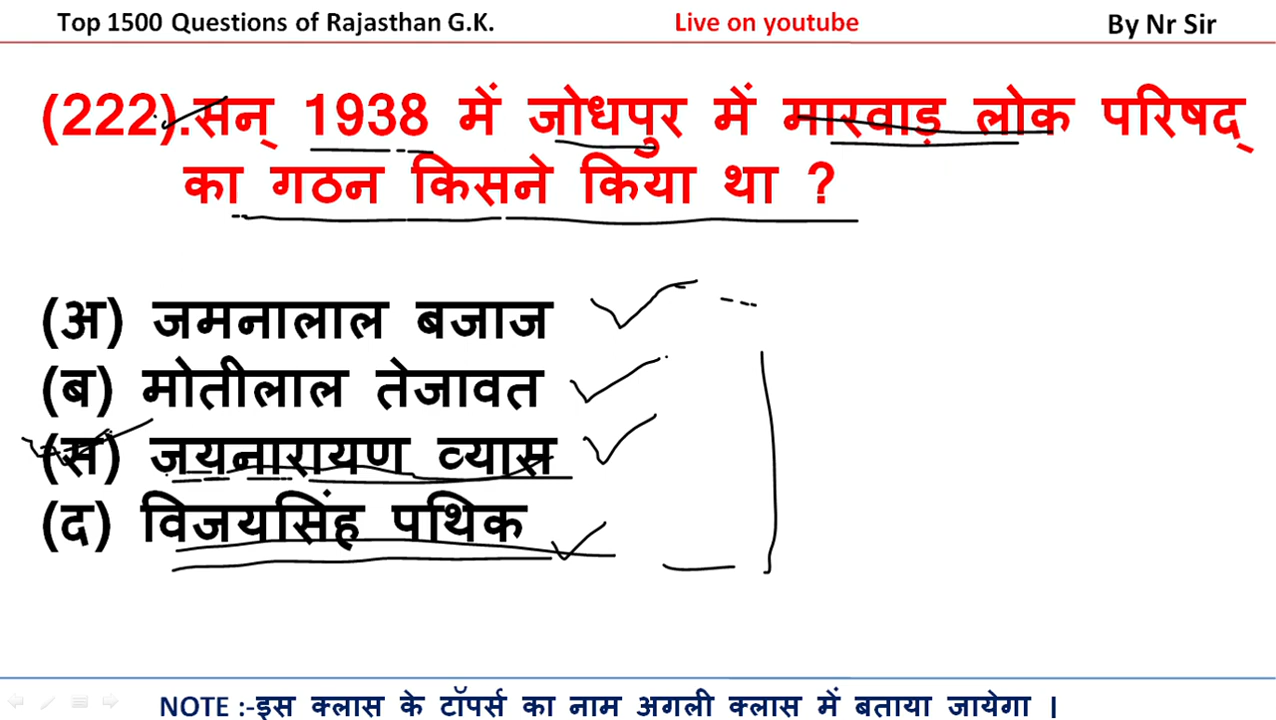 Top 1500 Questions of Rajasthan G.K. Live on youtube By Nr Sir
(222).सन् 1938 में जोधपुर में मारवाड़ लोक परिषद्
का गठन किसने किया था ?
(अ) जमनालाल बजाज
(ब) मोतीलाल तेजावत
(स) जयनारायण व्यास
(द) विजयसिंह पथिक
NOTE :-इस क्लास के टॉपर्स का नाम अगली क्लास में बताया जायेगा ।